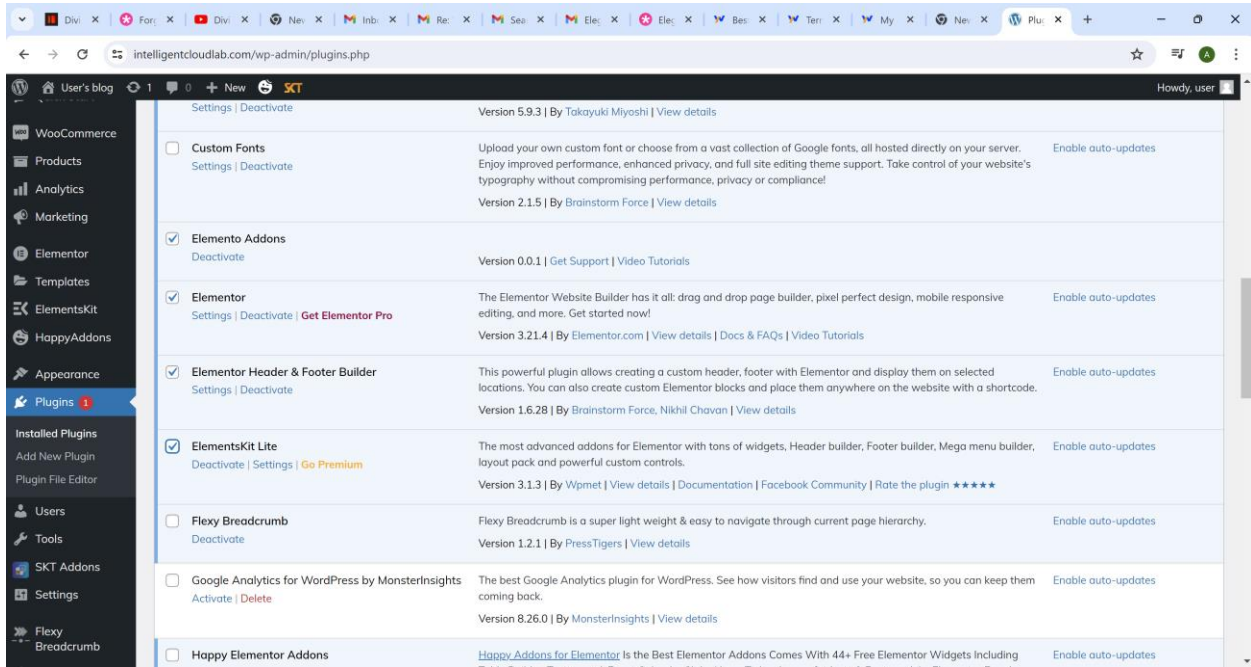 Divi
For
Divi
Nev
Inb
Re:
Sea
Ele
Ele
Bes
Terr
My
Nev
Plu
intelligentcloudlab.com/wp-admin/plugins.php
A
User's blog 1 0 + New SKT
Howdy, user
WooCommerce
Products
Analytics
Marketing
Elementor
Templates
ElementsKit
HappyAddons
Appearance
Plugins 1
Installed Plugins
Add New Plugin
Plugin File Editor
Users
Tools
SKT Addons
Settings
Flexy
Breadcrumb
Settings | Deactivate
Version 5.9.3 | By Takayuki Miyoshi | View details
Custom Fonts
Settings | Deactivate
Upload your own custom font or choose from a vast collection of Google fonts, all hosted directly on your server.
Enjoy improved performance, enhanced privacy, and full site editing theme support. Take control of your website's
typography without compromising performance, privacy or compliance!
Version 2.1.5 | By Brainstorm Force | View details
Enable auto-updates
Elemento Addons
Deactivate
Version 0.0.1 | Get Support | Video Tutorials
Elementor
Settings | Deactivate | Get Elementor Pro
The Elementor Website Builder has it all: drag and drop page builder, pixel perfect design, mobile responsive
editing, and more. Get started now!
Version 3.21.4 | By Elementor.com | View details | Docs & FAQs | Video Tutorials
Enable auto-updates
Elementor Header & Footer Builder
Settings | Deactivate
This powerful plugin allows creating a custom header, footer with Elementor and display them on selected
locations. You can also create custom Elementor blocks and place them anywhere on the website with a shortcode.
Version 1.6.28 | By Brainstorm Force, Nikhil Chavan | View details
Enable auto-updates
ElementsKit Lite
Deactivate | Settings | Go Premium
The most advanced addons for Elementor with tons of widgets, Header builder, Footer builder, Mega menu builder,
layout pack and powerful custom controls.
Version 3.1.3 | By Wpmet | View details | Documentation | Facebook Community | Rate the plugin ★★★★★
Enable auto-updates
Flexy Breadcrumb
Deactivate
Flexy Breadcrumb is a super light weight & easy to navigate through current page hierarchy.
Version 1.2.1 | By PressTigers | View details
Enable auto-updates
Google Analytics for WordPress by MonsterInsights
Activate | Delete
The best Google Analytics plugin for WordPress. See how visitors find and use your website, so you can keep them
coming back.
Version 8.26.0 | By MonsterInsights | View details
Enable auto-updates
Happy Elementor Addons
Happy Addons for Elementor Is the Best Elementor Addons Comes With 44+ Free Elementor Widgets Including
Enable auto-updates